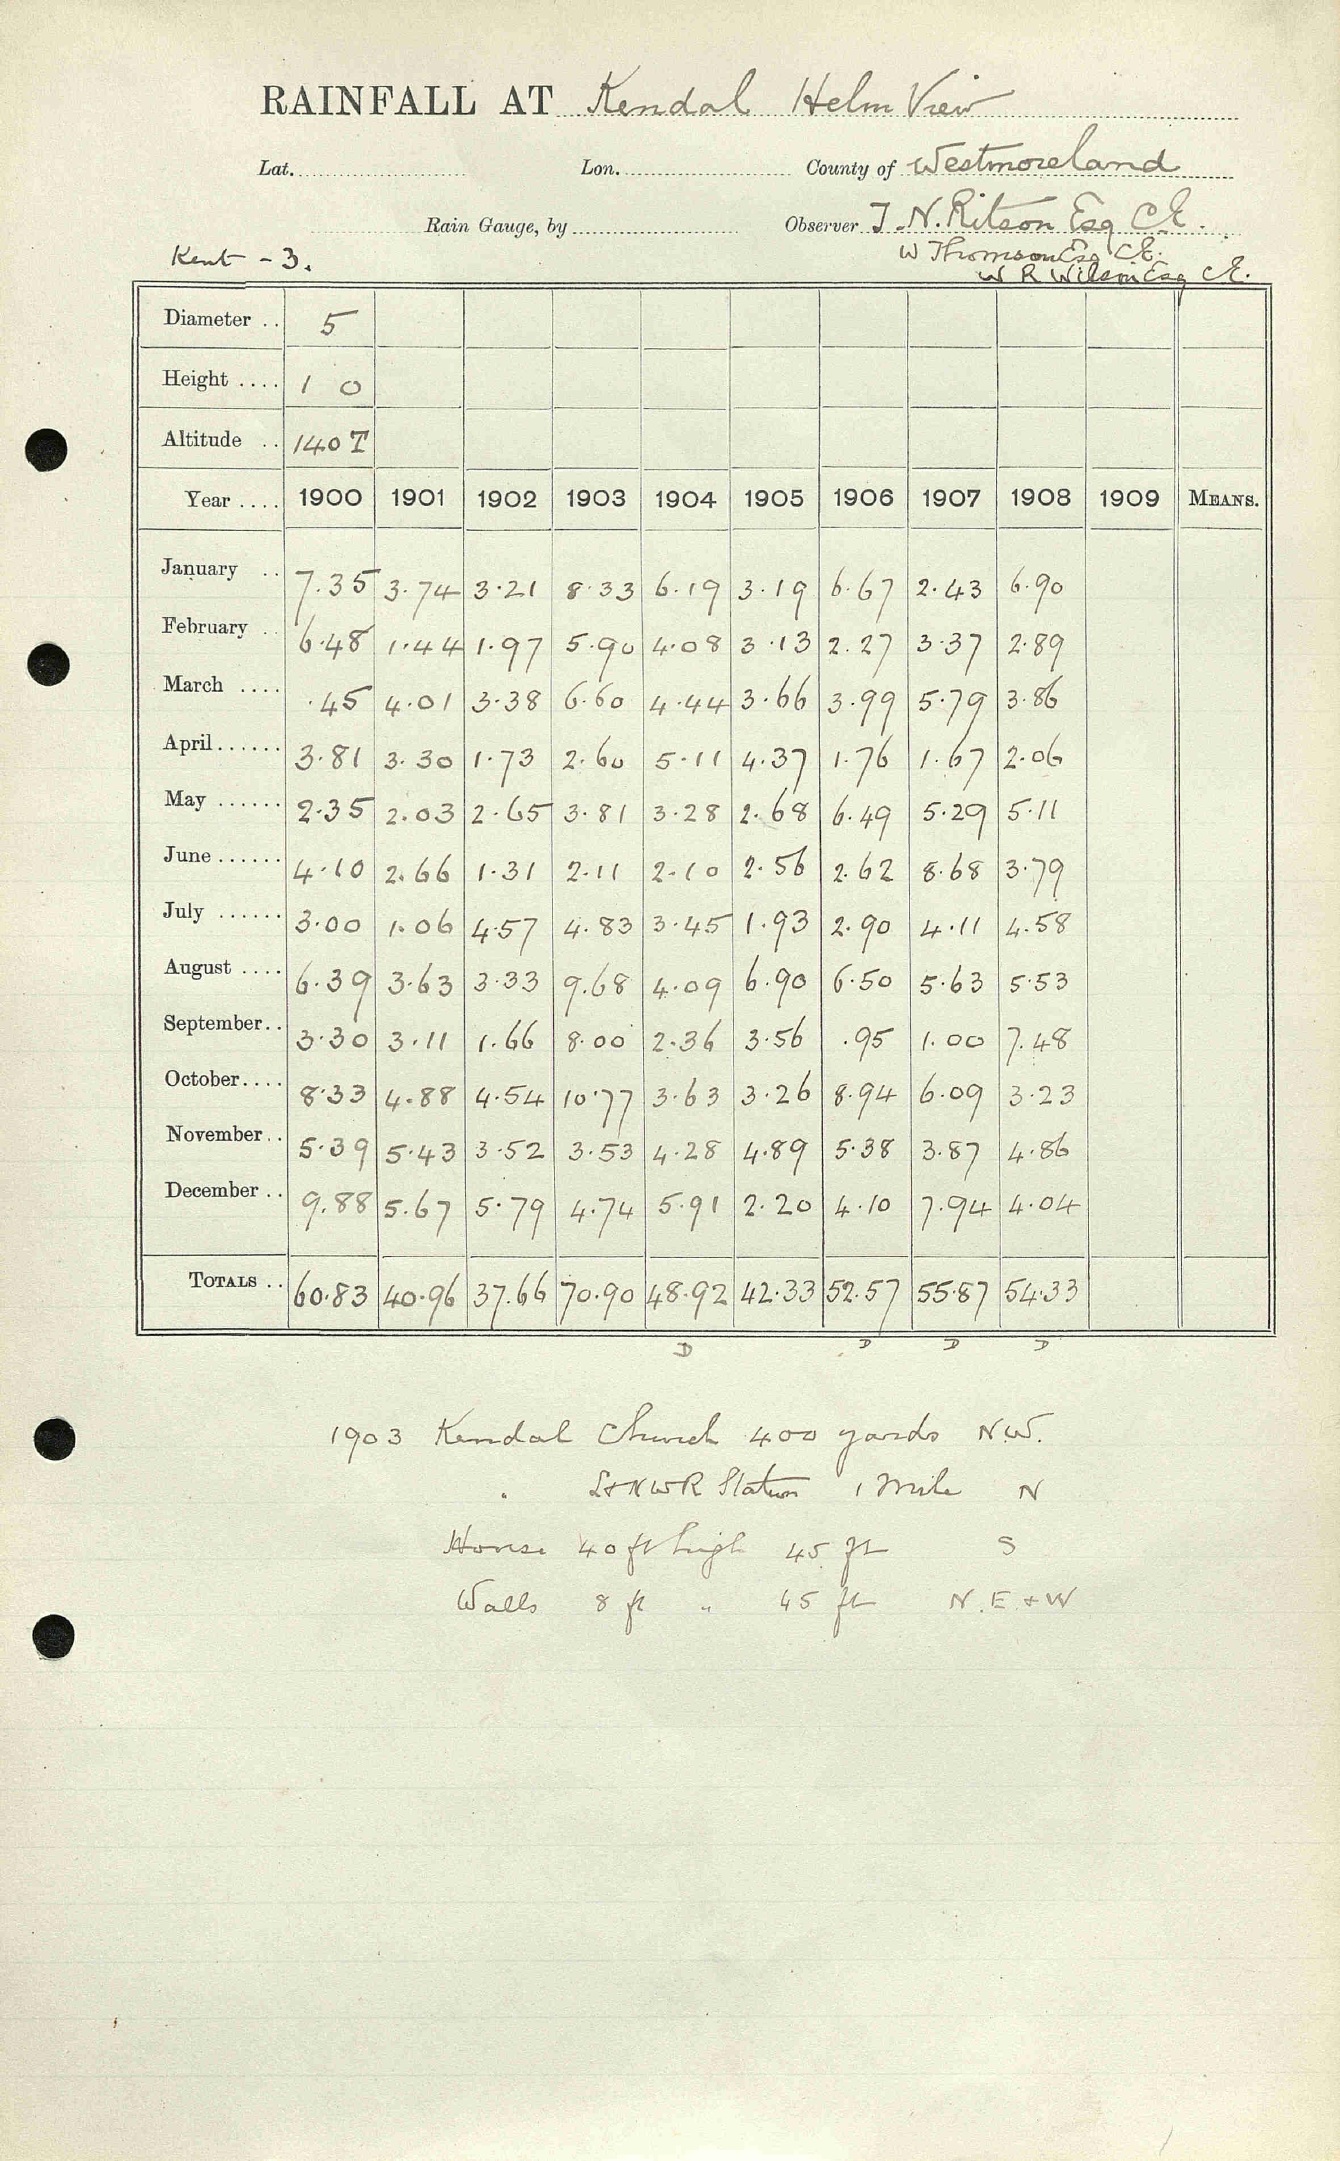 RAINFALL AT Kendal Helm View
Lat. Lon. County of Westmoreland
Rain Gauge, by Observer T. N. Ritson Esq C.E.
Kent - 3. W Thomson Esq C.E.
W R Wilson Esq C.E.
Diameter .. 5
Height .... 1 0
Altitude .. 140 T
Year .... 1900 1901 1902 1903 1904 1905 1906 1907 1908 1909 MEANS.
January .. 7.35 3.74 3.21 8.33 6.19 3.19 6.67 2.43 6.90
February .. 6.48 1.44 1.97 5.90 4.08 3.13 2.27 3.37 2.89
March .... .45 4.01 3.38 6.60 4.44 3.66 3.99 5.79 3.86
April...... 3.81 3.30 1.73 2.60 5.11 4.37 1.76 1.67 2.06
May ...... 2.35 2.03 2.65 3.81 3.28 2.68 6.49 5.29 5.11
June...... 4.10 2.66 1.31 2.11 2.10 2.56 2.62 8.68 3.79
July ...... 3.00 1.06 4.57 4.83 3.45 1.93 2.90 4.11 4.58
August .... 6.39 3.63 3.33 9.68 4.09 6.90 6.50 5.63 5.53
September.. 3.30 3.11 1.66 8.00 2.36 3.56 .95 1.00 7.48
October.... 8.33 4.88 4.54 10.77 3.63 3.26 8.94 6.09 3.23
November.. 5.39 5.43 3.52 3.53 4.28 4.89 5.38 3.87 4.86
December .. 9.88 5.67 5.79 4.74 5.91 2.20 4.10 7.94 4.04
TOTALS .. 60.83 40.96 37.66 70.90 48.92 42.33 52.57 55.87 54.33
D D D D
1903 Kendal Church 400 yards N.W.
" L&NWR Station 1 Mile N
House 40 ft high 45 ft S
Walls 8 ft " 45 ft N. E. & W